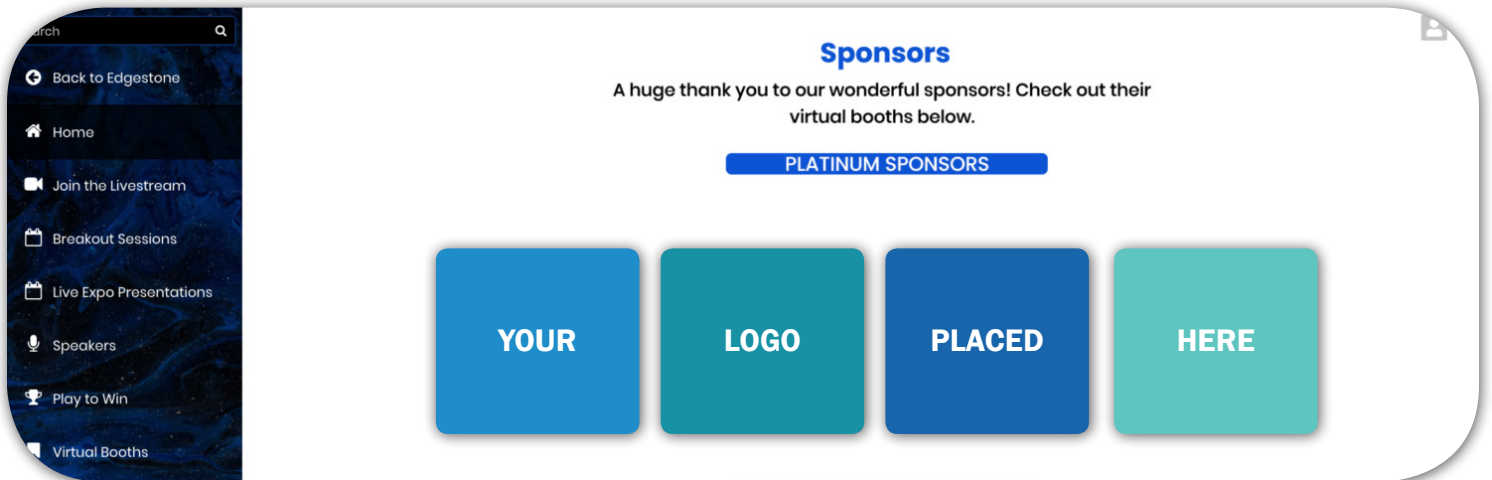 Back to Edgestone
Home
Join the Livestream
Breakout Sessions
Live Expo Presentations
Speakers
Play to Win
Virtual Booths
Sponsors
A huge thank you to our wonderful sponsors! Check out their
virtual booths below.
PLATINUM SPONSORS
YOUR
LOGO
PLACED
HERE